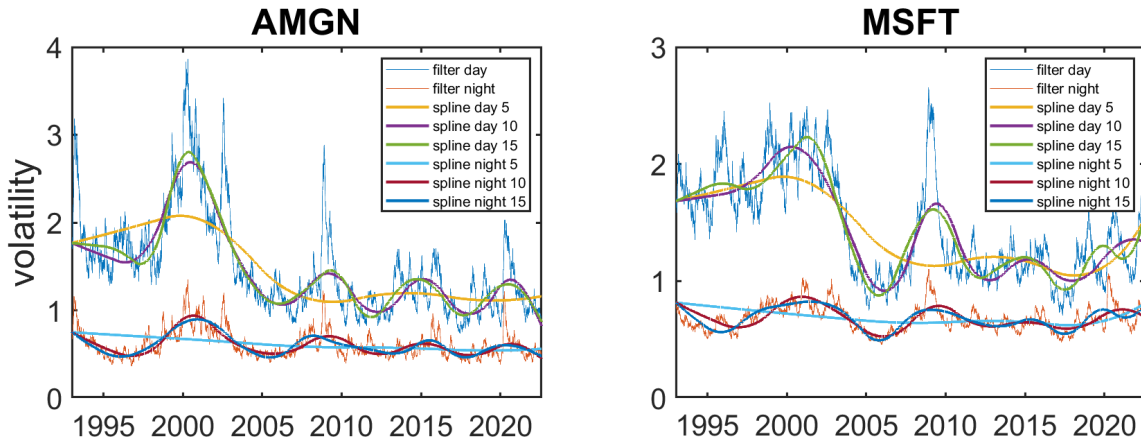 AMGN
4
3
2
1
0
volatility
filter day
filter night
spline day 5
spline day 10
spline day 15
spline night 5
spline night 10
spline night 15
1995 2000 2005 2010 2015 2020
MSFT
3
2
1
0
filter day
filter night
spline day 5
spline day 10
spline day 15
spline night 5
spline night 10
spline night 15
1995 2000 2005 2010 2015 2020